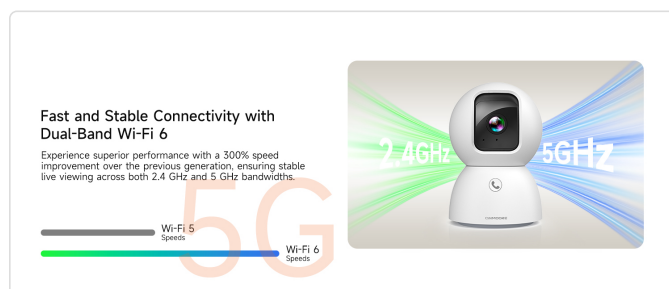 Fast and Stable Connectivity with
Dual-Band Wi-Fi 6
Experience superior performance with a 300% speed
improvement over the previous generation, ensuring stable
live viewing across both 2.4 GHz and 5 GHz bandwidths.
5G
Wi-Fi 5
Speeds
Wi-Fi 6
Speeds
2.4GHz
5GHz